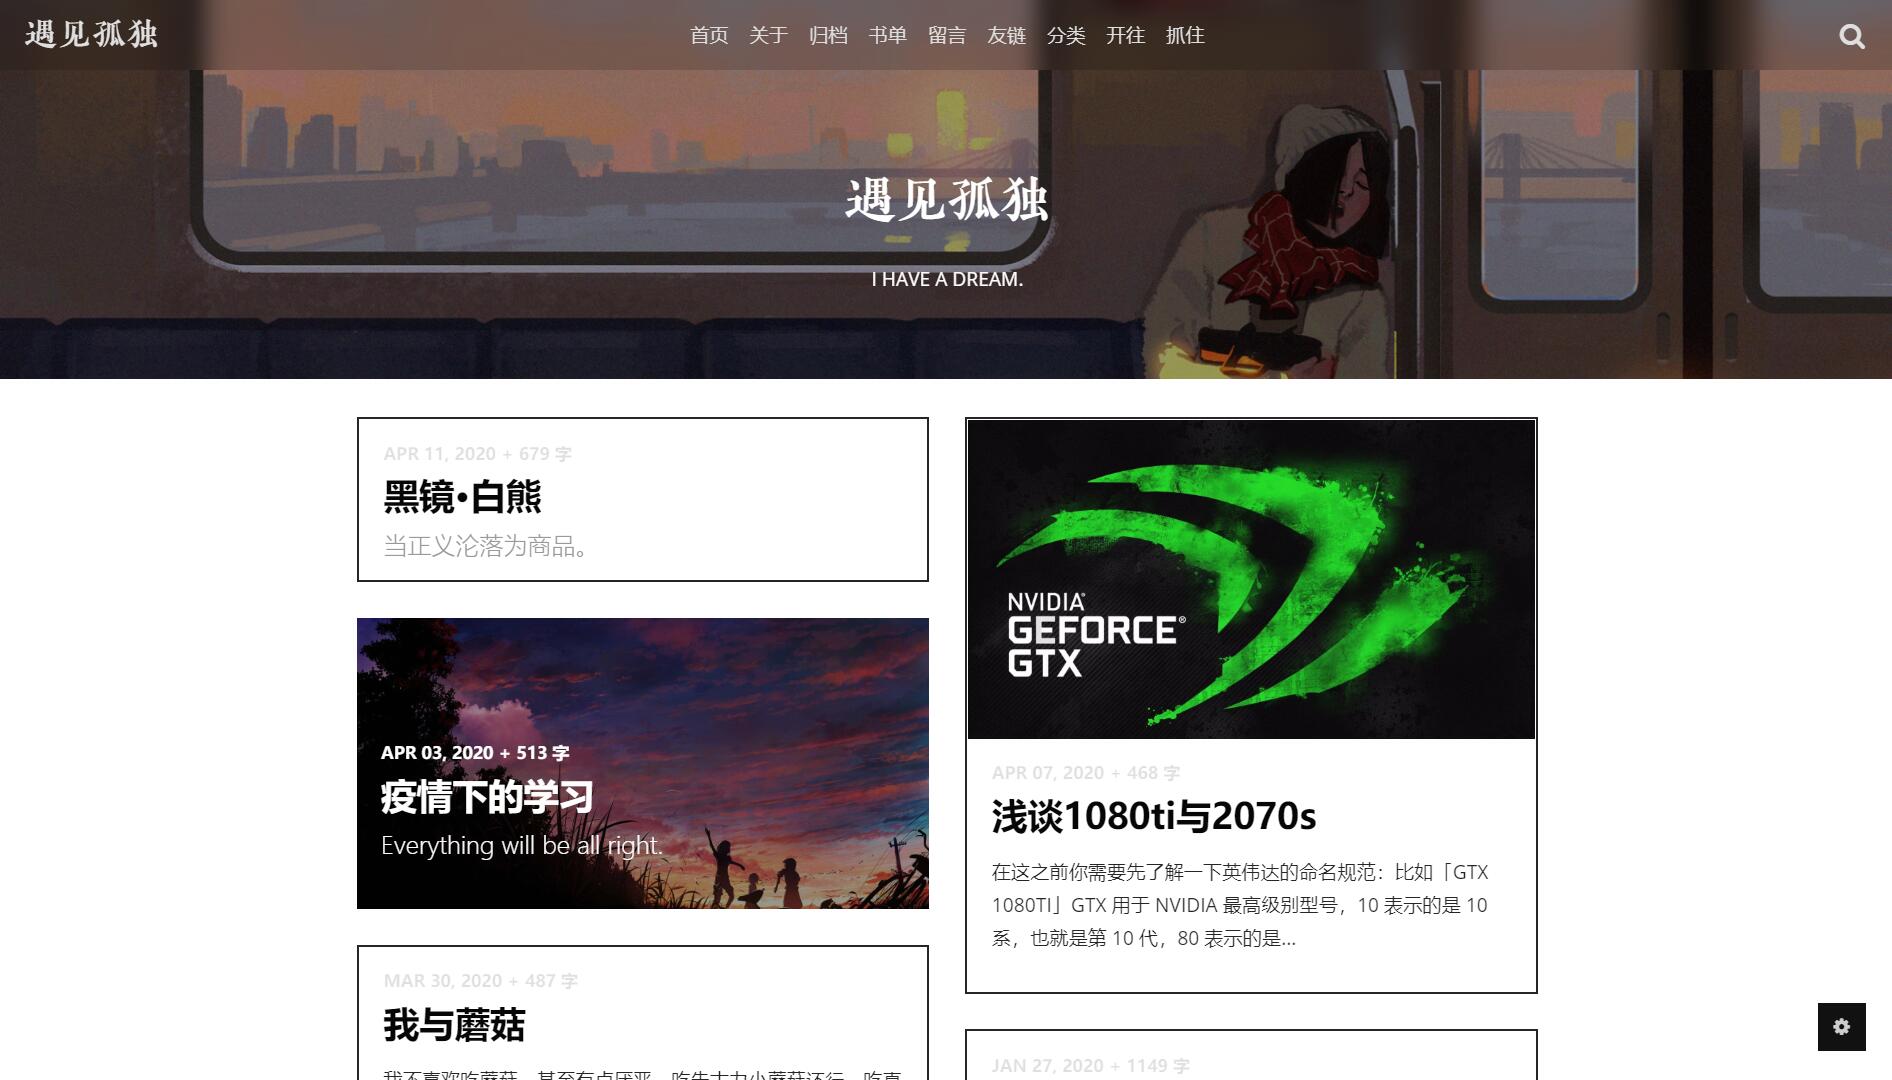 遇见孤独
首页 关于 归档 书单 留言 友链 分类 开往 抓住
遇见孤独
I HAVE A DREAM.
APR 11, 2020 + 679 字
黑镜•白熊
当正义沦落为商品。
APR 03, 2020 + 513 字
疫情下的学习
Everything will be all right.
MAR 30, 2020 + 487 字
我与蘑菇
NVIDIA®
GEFORCE®
GTX
APR 07, 2020 + 468 字
浅谈1080ti与2070s
在这之前你需要先了解一下英伟达的命名规范：比如「GTX
1080TI」GTX 用于 NVIDIA 最高级别型号，10 表示的是 10
系，也就是第 10 代，80 表示的是...
JAN 27, 2020 + 1149 字